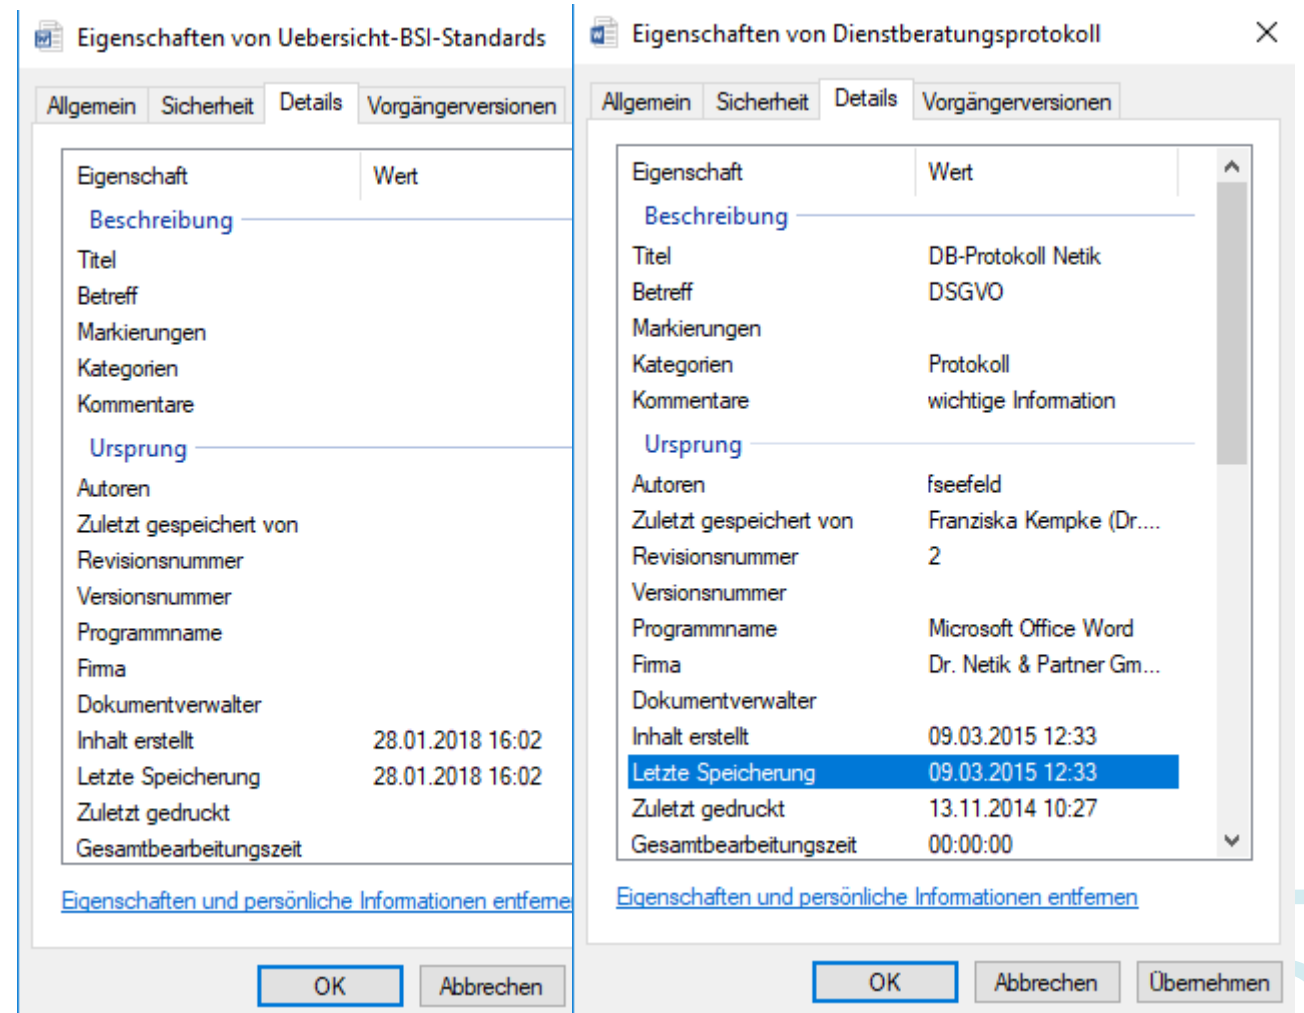 Eigenschaften von Uebersicht-BSI-Standards
Allgemein Sicherheit Details Vorgängerversionen
Eigenschaft Wert
Beschreibung
Titel
Betreff
Markierungen
Kategorien
Kommentare
Ursprung
Autoren
Zuletzt gespeichert von
Revisionsnummer
Versionsnummer
Programmname
Firma
Dokumentverwalter
Inhalt erstellt 28.01.2018 16:02
Letzte Speicherung 28.01.2018 16:02
Zuletzt gedruckt
Gesamtbearbeitungszeit
Eigenschaften und persönliche Informationen entferne
OK Abbrechen
Eigenschaften von Dienstberatungsprotokoll
Allgemein Sicherheit Details Vorgängerversionen
Eigenschaft Wert
Beschreibung
Titel DB-Protokoll Netik
Betreff DSGVO
Markierungen
Kategorien Protokoll
Kommentare wichtige Information
Ursprung
Autoren fseefeld
Zuletzt gespeichert von Franziska Kempke (Dr....
Revisionsnummer 2
Versionsnummer
Programmname Microsoft Office Word
Firma Dr. Netik & Partner Gm...
Dokumentverwalter
Inhalt erstellt 09.03.2015 12:33
Letzte Speicherung 09.03.2015 12:33
Zuletzt gedruckt 13.11.2014 10:27
Gesamtbearbeitungszeit 00:00:00
Eigenschaften und persönliche Informationen entfernen
OK Abbrechen Übernehmen